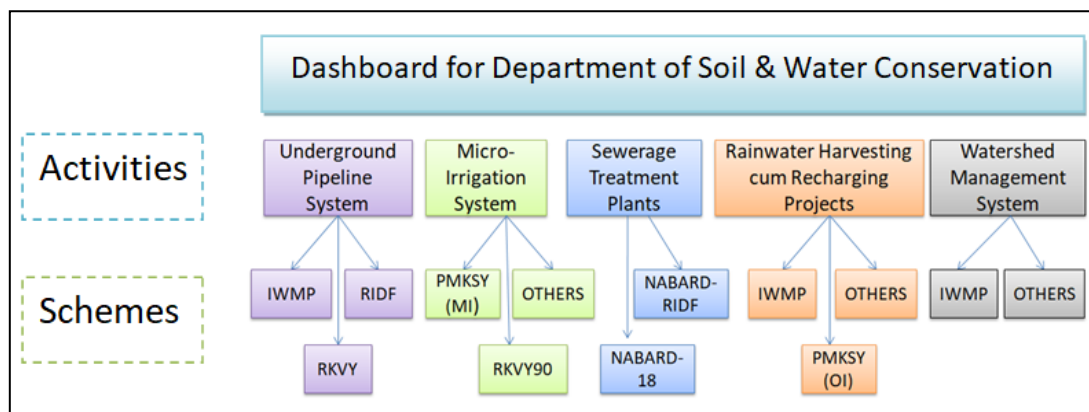 Dashboard for Department of Soil & Water Conservation
Activities
Underground
Pipeline
System
Micro-
Irrigation
System
Sewerage
Treatment
Plants
Rainwater Harvesting
cum Recharging
Projects
Watershed
Management
System
Schemes
IWMP
RIDF
PMKSY
(MI)
OTHERS
NABARD-
RIDF
IWMP
OTHERS
IWMP
OTHERS
RKVY
RKVY90
NABARD-
18
PMKSY
(OI)